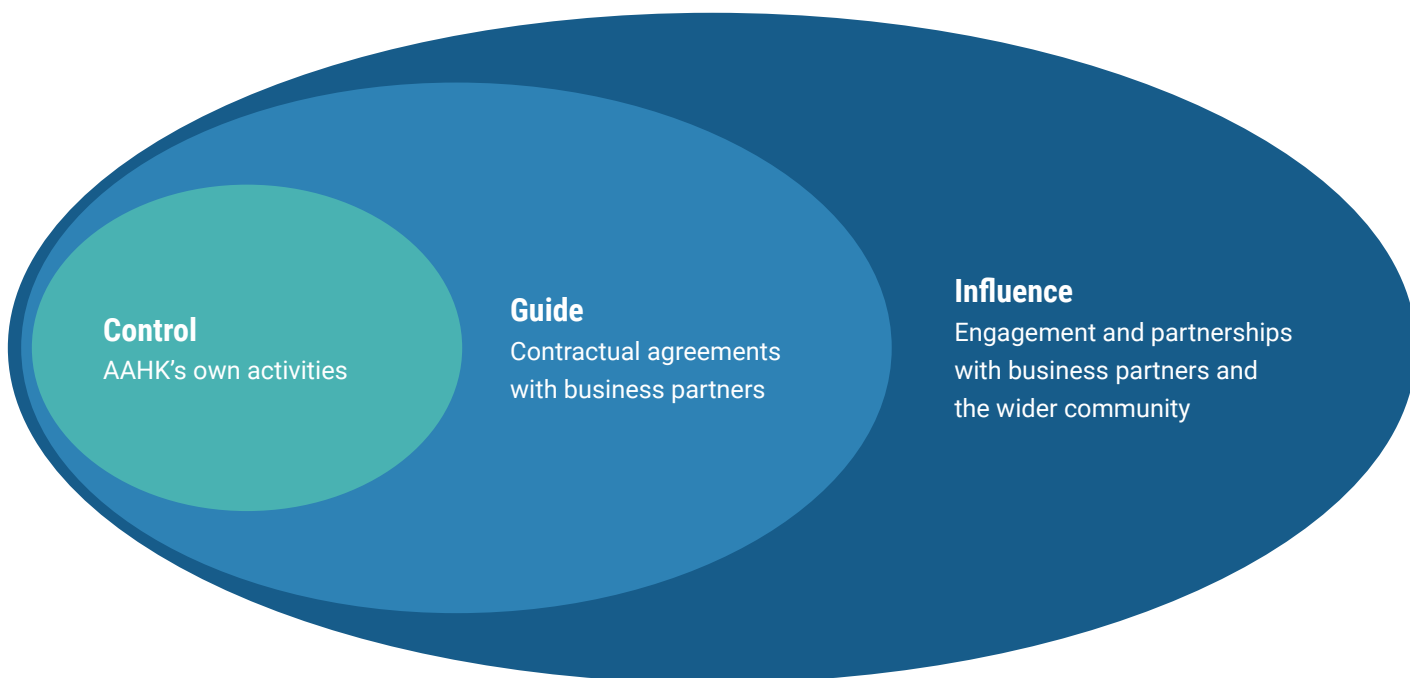 Control
AAHK’s own activities
Guide
Contractual agreements
with business partners
Influence
Engagement and partnerships
with business partners and
the wider community